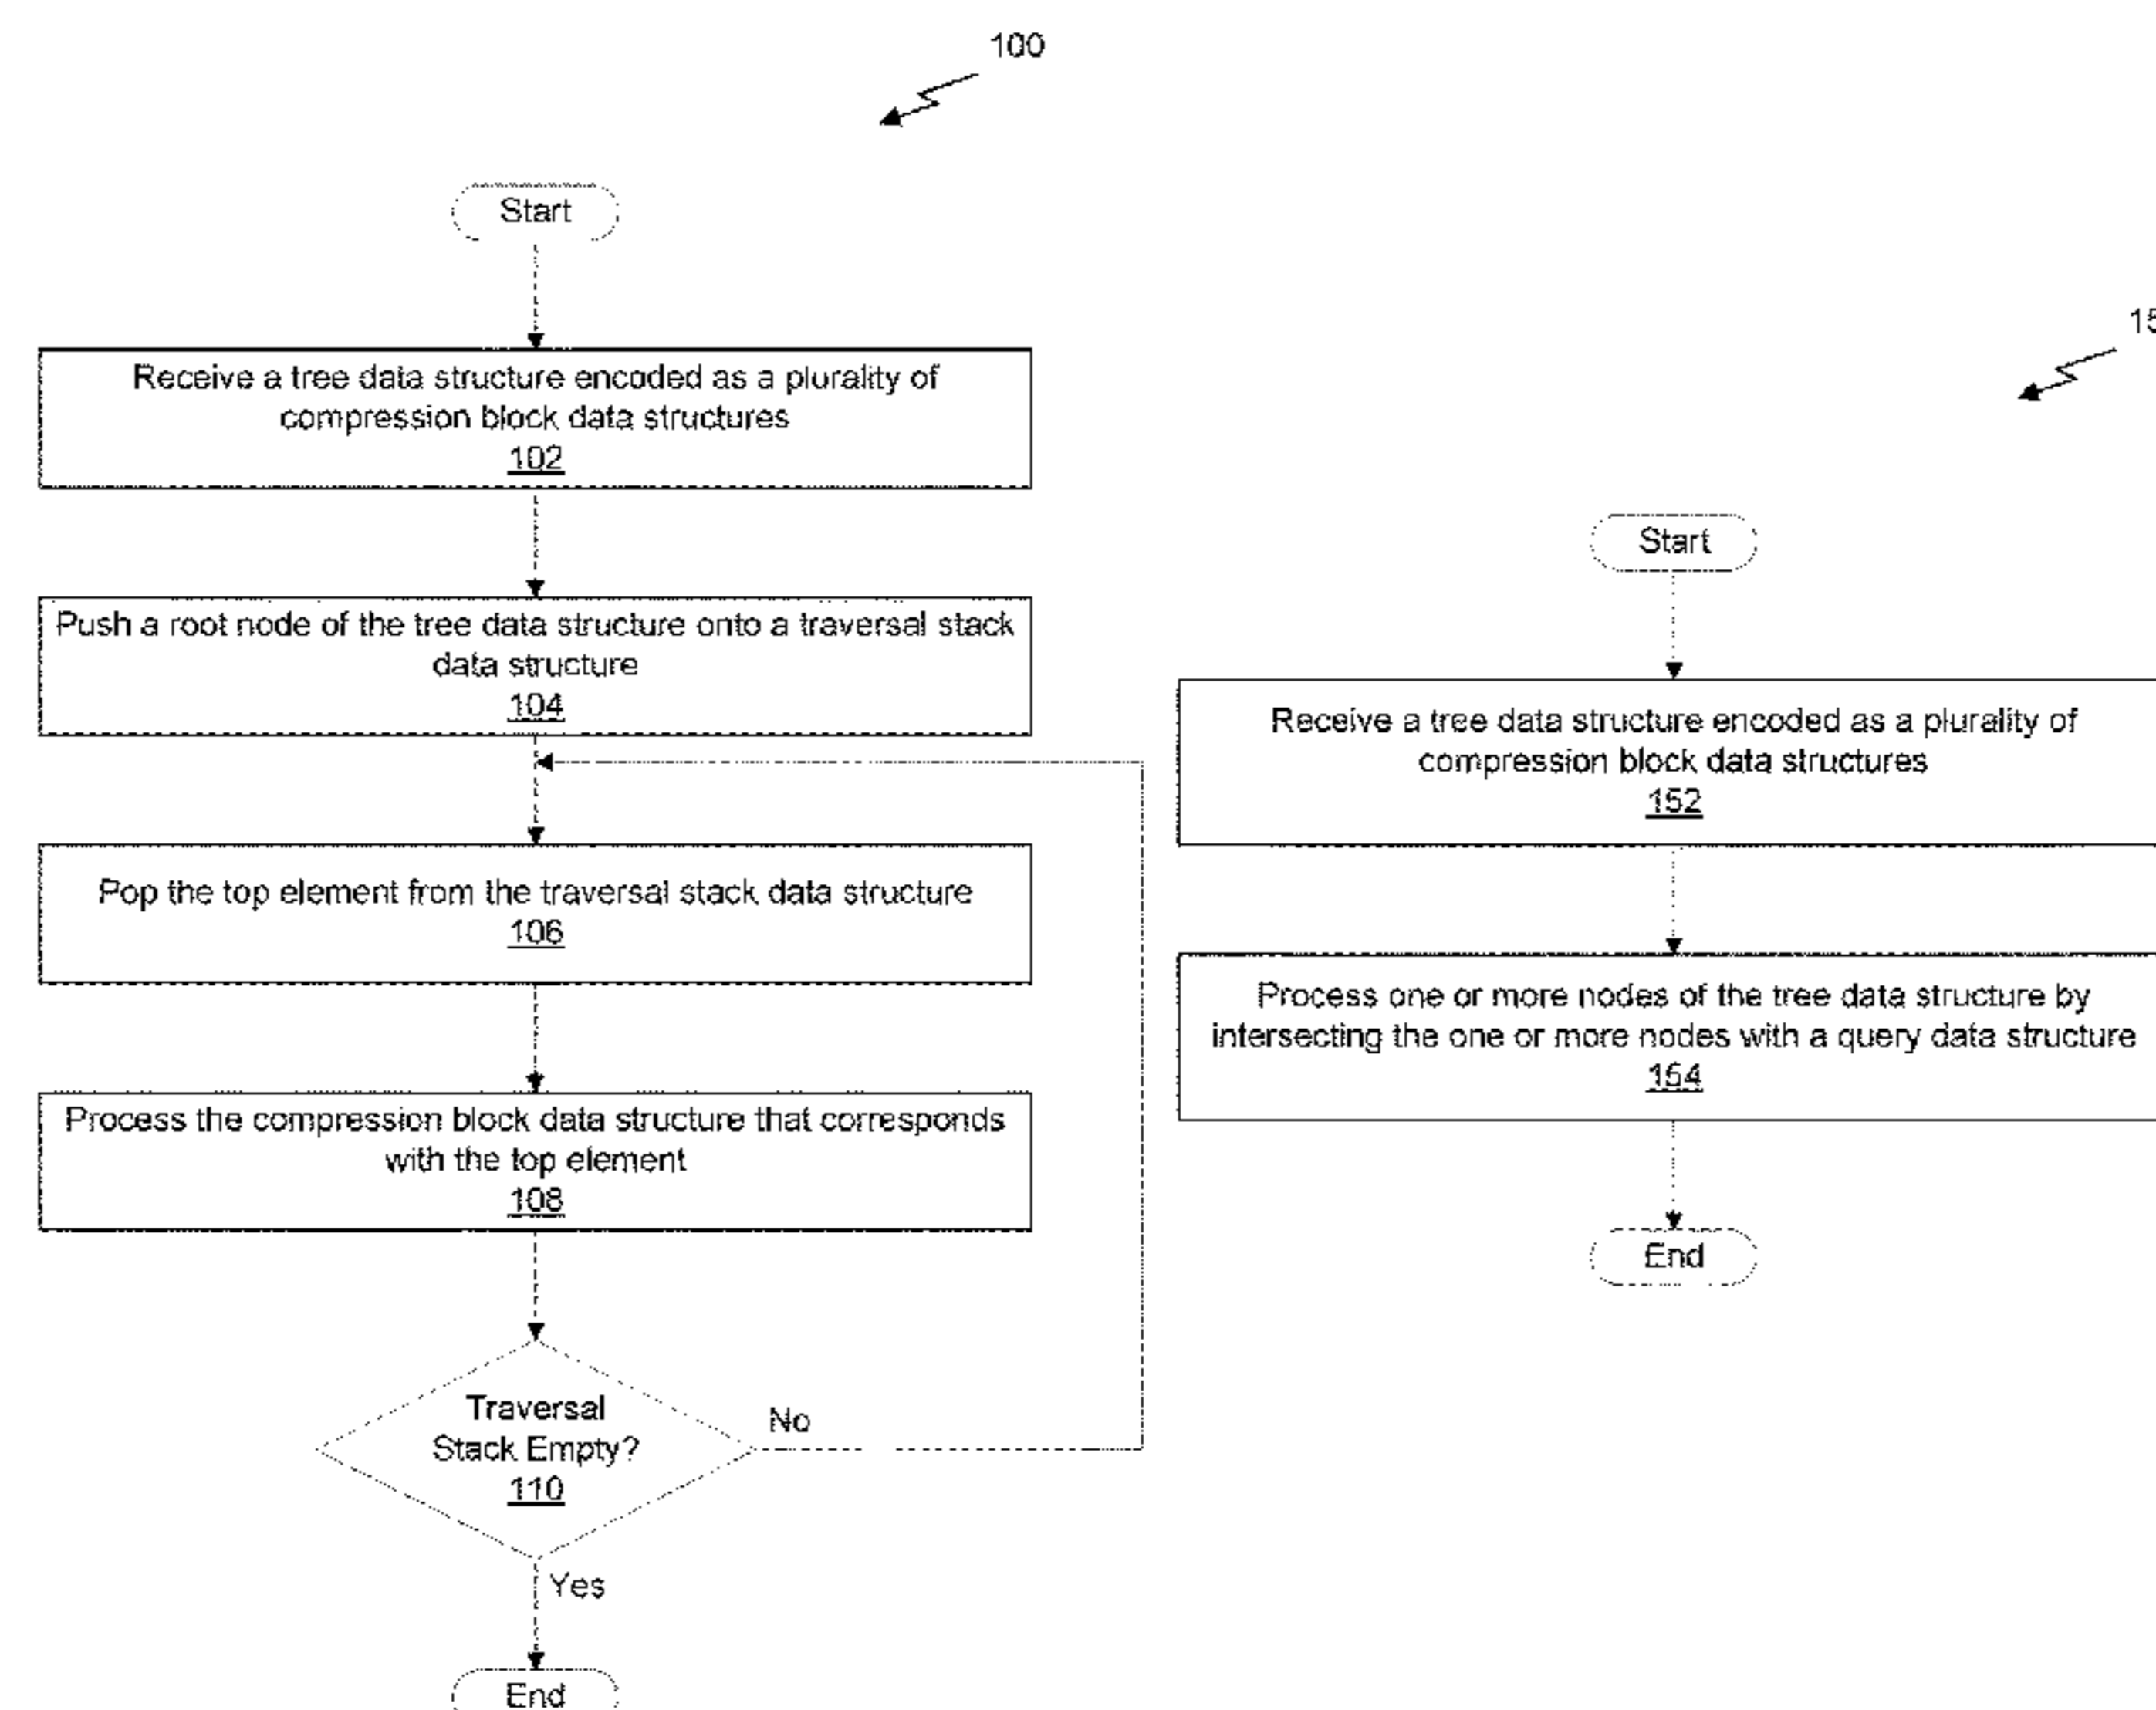 100
Start
Receive a tree data structure encoded as a plurality of
compression block data structures
102
Push a root node of the tree data structure onto a traversal stack
data structure
104
Pop the top element from the traversal stack data structure
106
Process the compression block data structure that corresponds
with the top element
108
Traversal
Stack Empty?
110
No
Yes
End
Start
Receive a tree data structure encoded as a plurality of
compression block data structures
152
Process one or more nodes of the tree data structure by
intersecting the one or more nodes with a query data structure
154
End